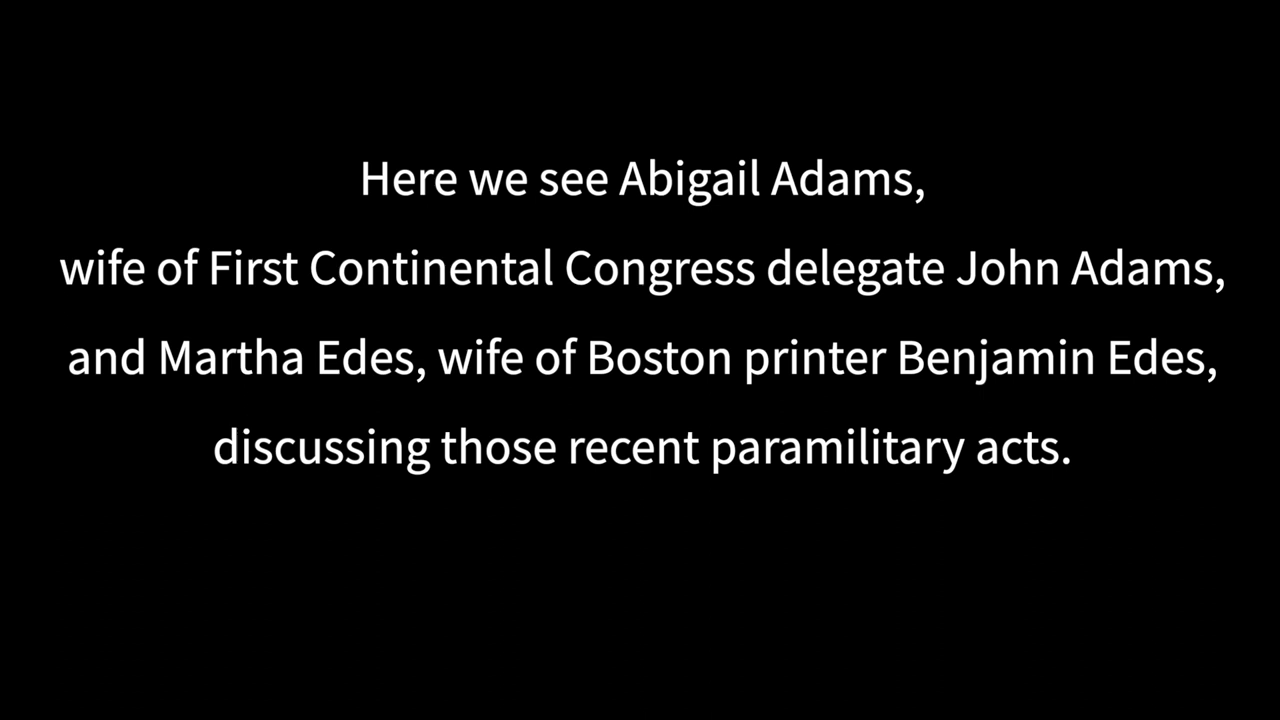 Here we see Abigail Adams,
wife of First Continental Congress delegate John Adams,
and Martha Edes, wife of Boston printer Benjamin Edes,
discussing those recent paramilitary acts.